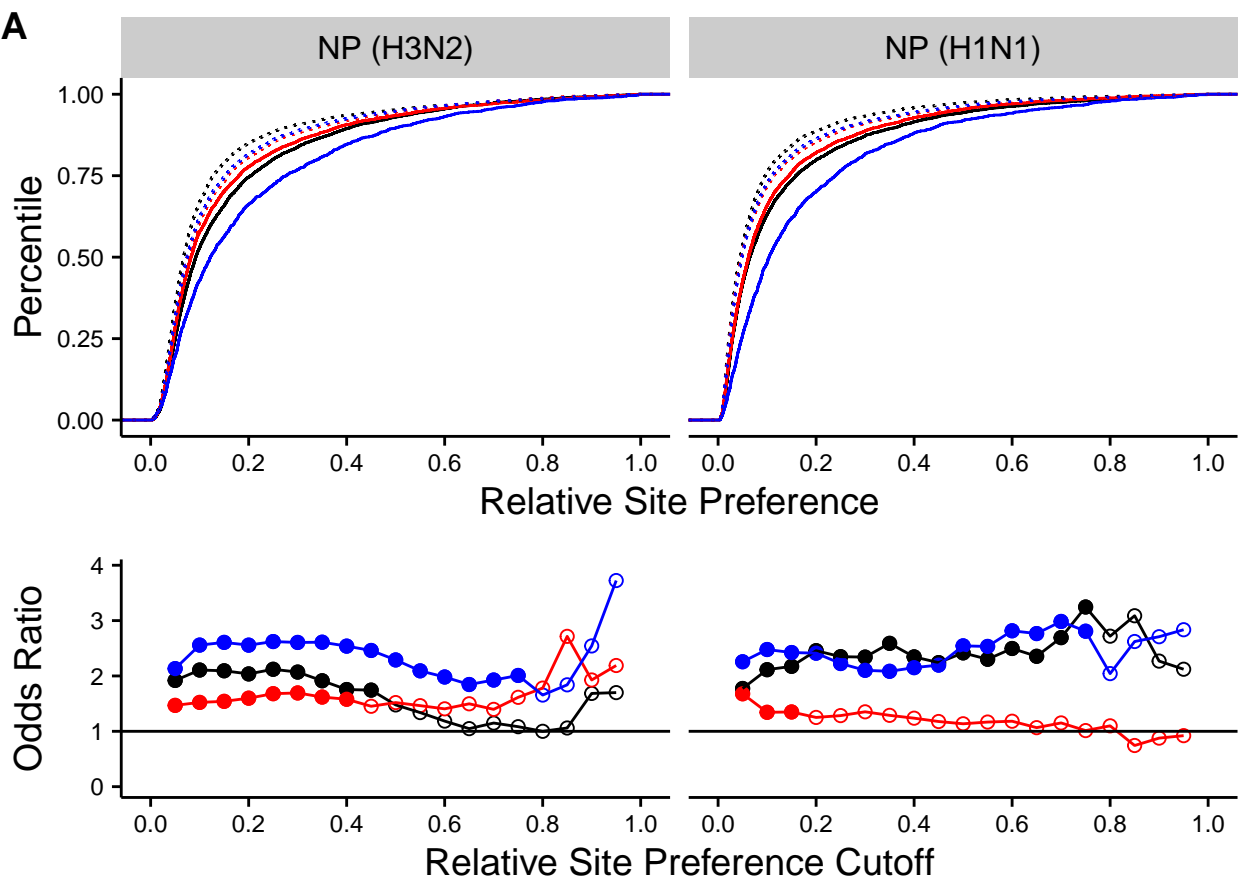 A
NP (H3N2)
NP (H1N1)
Percentile
1.00
0.75
0.50
0.25
0.00
0.0 0.2 0.4 0.6 0.8 1.0
0.0 0.2 0.4 0.6 0.8 1.0
Relative Site Preference
Odds Ratio
4
3
2
1
0
0.0 0.2 0.4 0.6 0.8 1.0
0.0 0.2 0.4 0.6 0.8 1.0
Relative Site Preference Cutoff